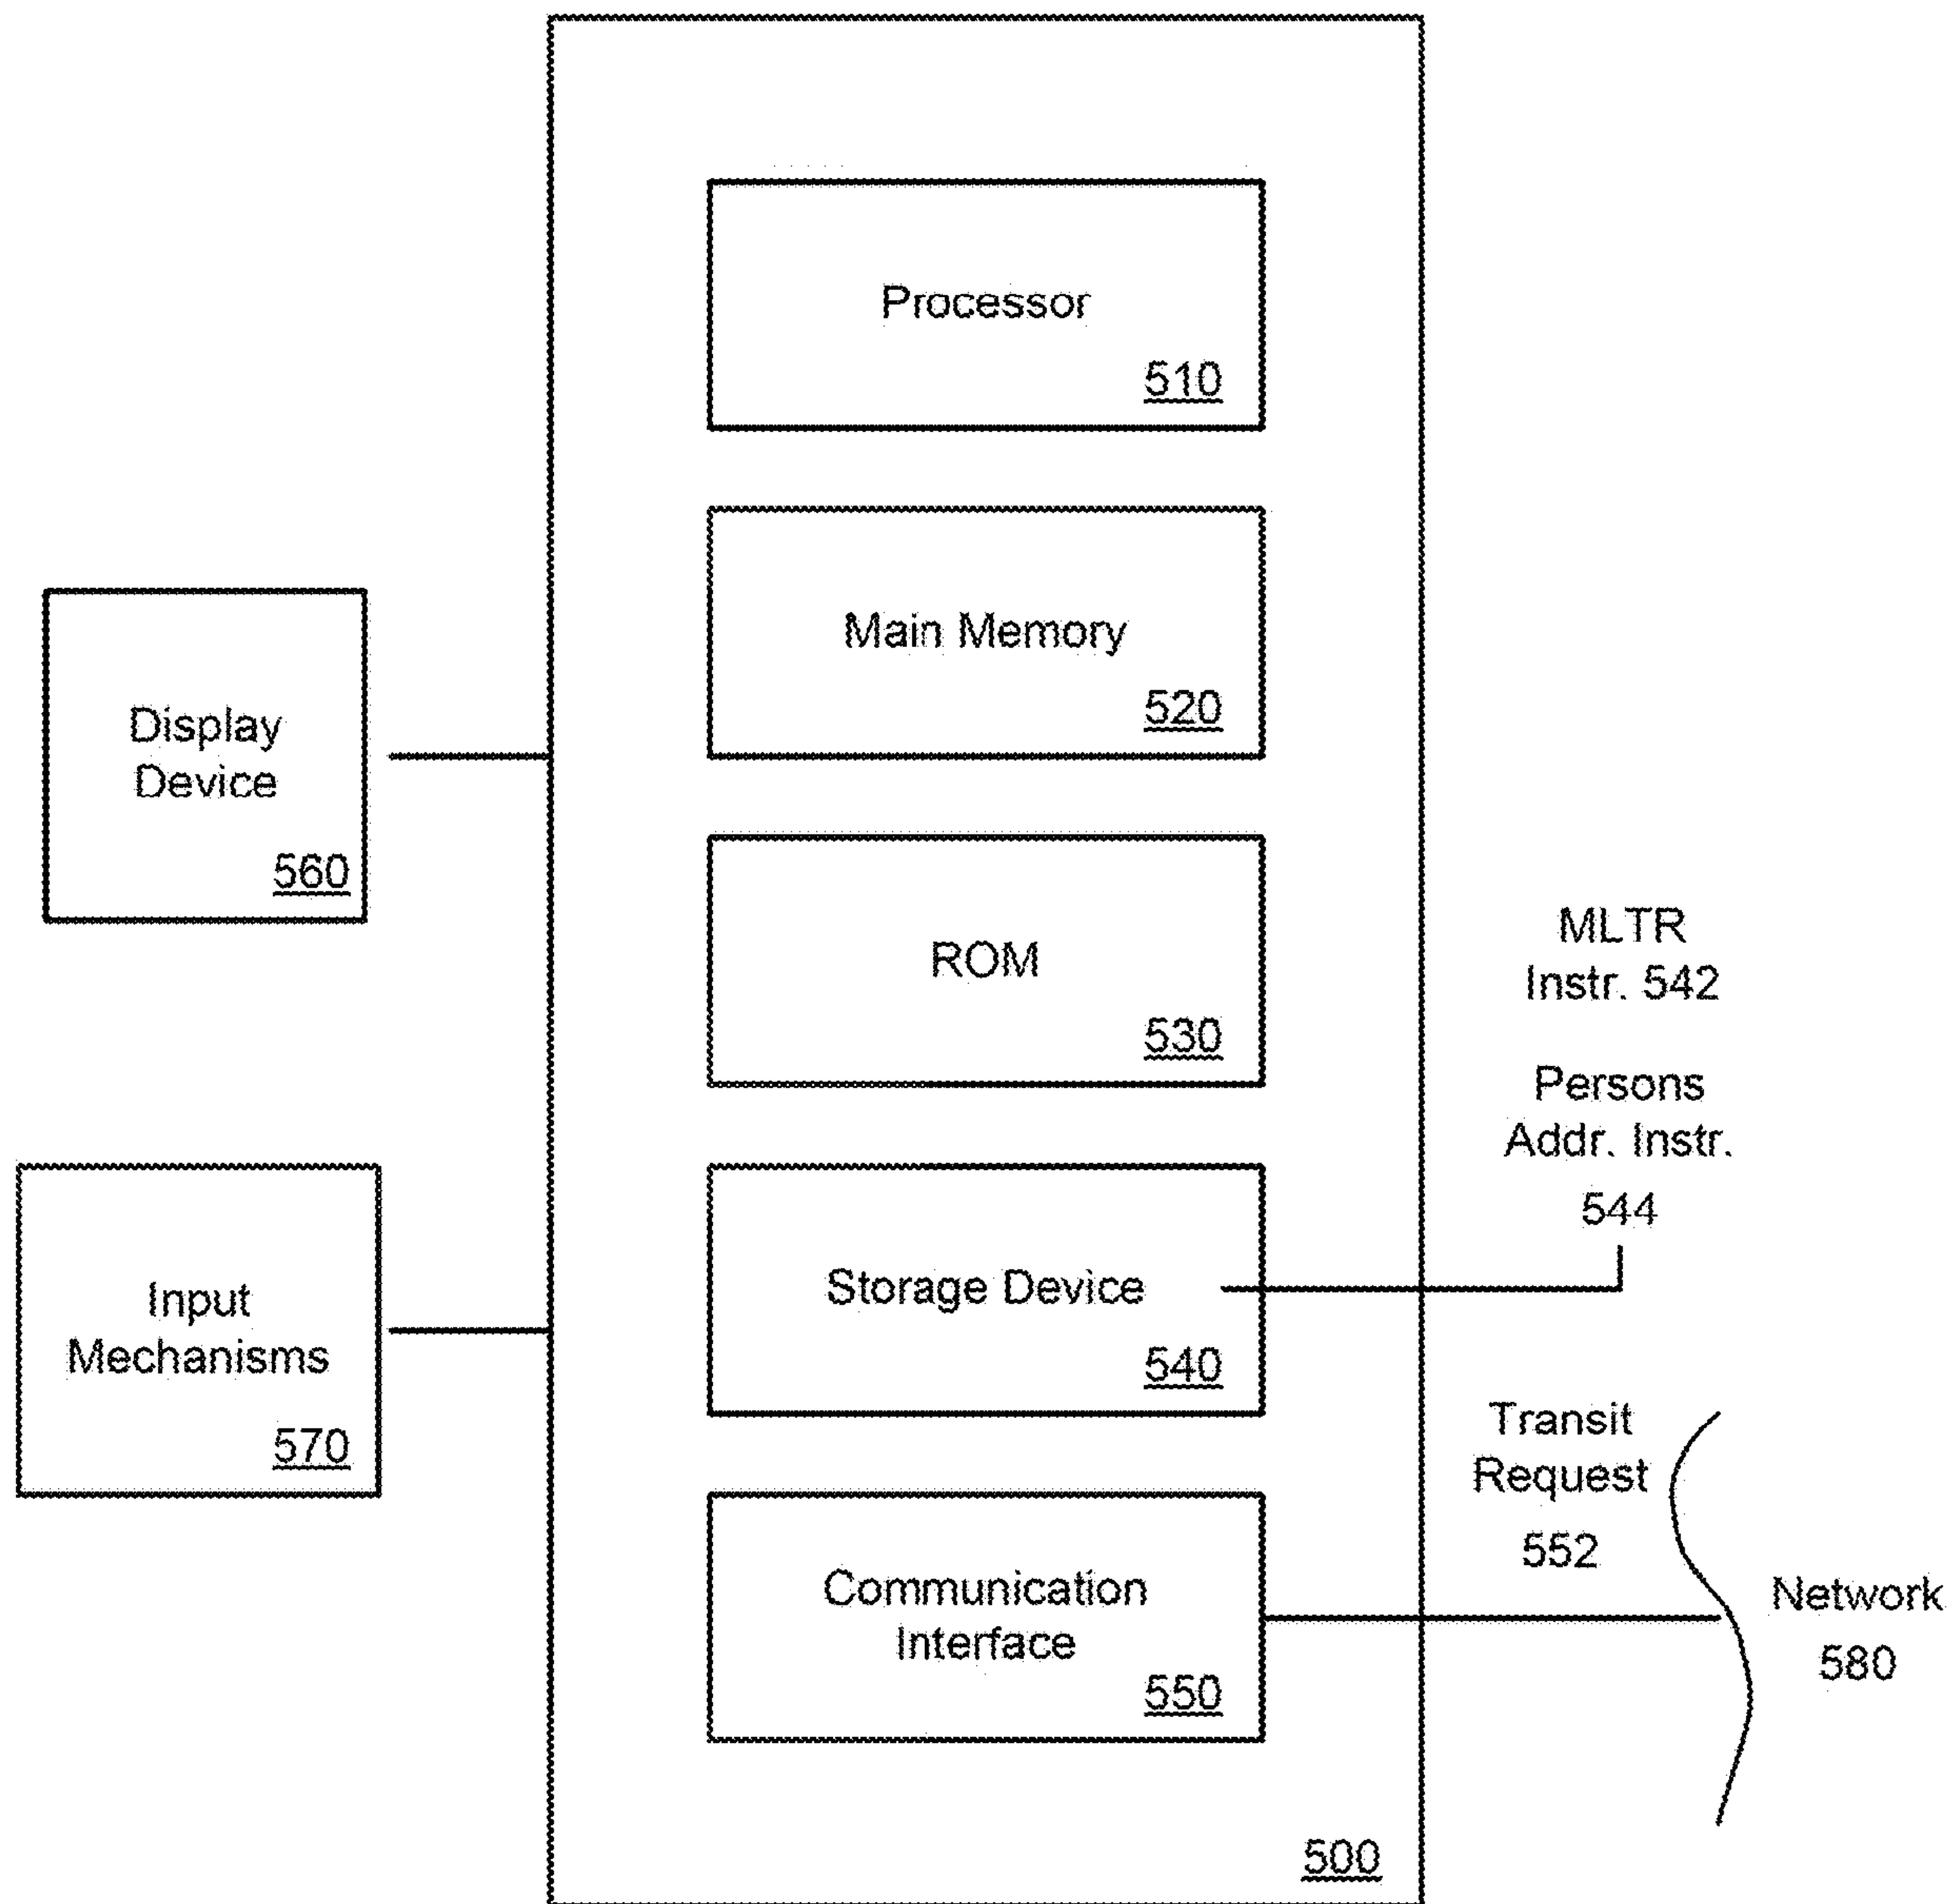 Processor
510
Main Memory
520
Display
Device
560
ROM
530
MLTR
Instr. 542
Persons
Addr. Instr.
544
Storage Device
540
Input
Mechanisms
570
Transit
Request
552
Communication
Interface
550
Network
580
500